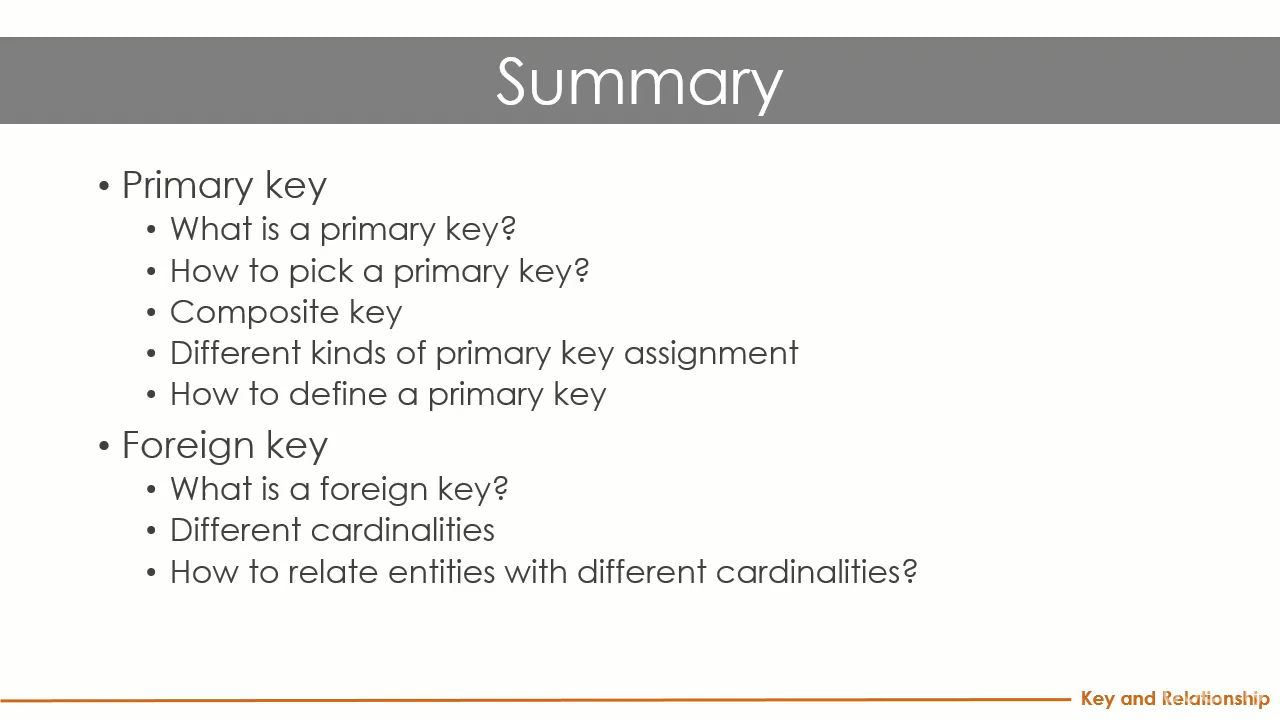 Summary
• Primary key
• What is a primary key?
• How to pick a primary key?
• Composite key
• Different kinds of primary key assignment
• How to define a primary key
• Foreign key
• What is a foreign key?
• Different cardinalities
• How to relate entities with different cardinalities?
Key and Relationship